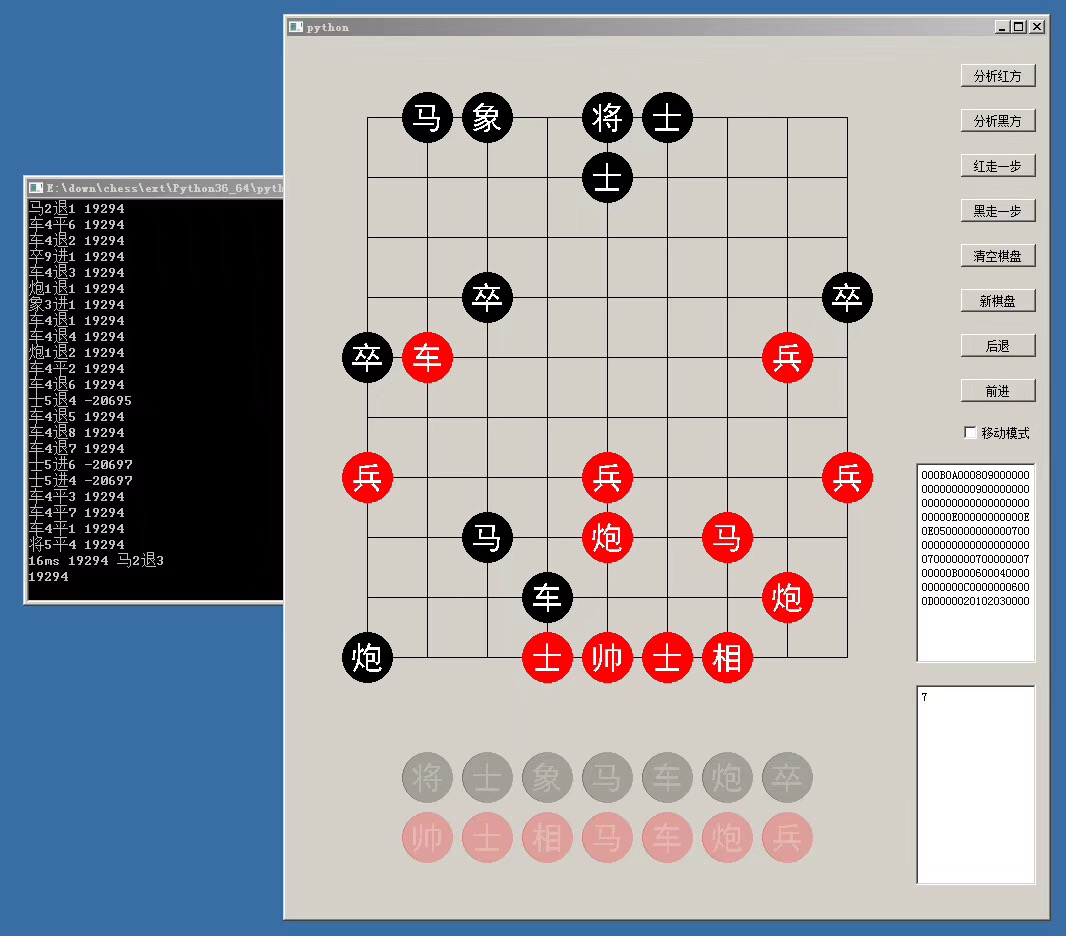 python
E:\down\chess\ext\Python36_64\pyth
马2退1 19294
车4平6 19294
车4退2 19294
卒9进1 19294
车4退3 19294
炮1退1 19294
象3进1 19294
车4退1 19294
车4退4 19294
炮1退2 19294
车4平2 19294
车4退6 19294
士5退4 -20695
车4退5 19294
车4退8 19294
车4退7 19294
士5进6 -20697
士5进4 -20697
车4平3 19294
车4平7 19294
车4平1 19294
将5平4 19294
16ms 19294 马2退3
19294
马 象 将 士
士
卒 卒
卒 车 兵
兵 兵 兵
马 炮 马
车 炮
炮 士 帅 士 相
将 士 象 马 车 炮 卒
帅 士 相 马 车 炮 兵
分析红方
分析黑方
红走一步
黑走一步
清空棋盘
新棋盘
后退
前进
移动模式
000B0A000809000000
000000000900000000
000000000000000000
00000E00000000000E
0E0500000000000700
000000000000000000
070000000700000007
00000B000600040000
0000000C0000000600
0D0000020102030000
7